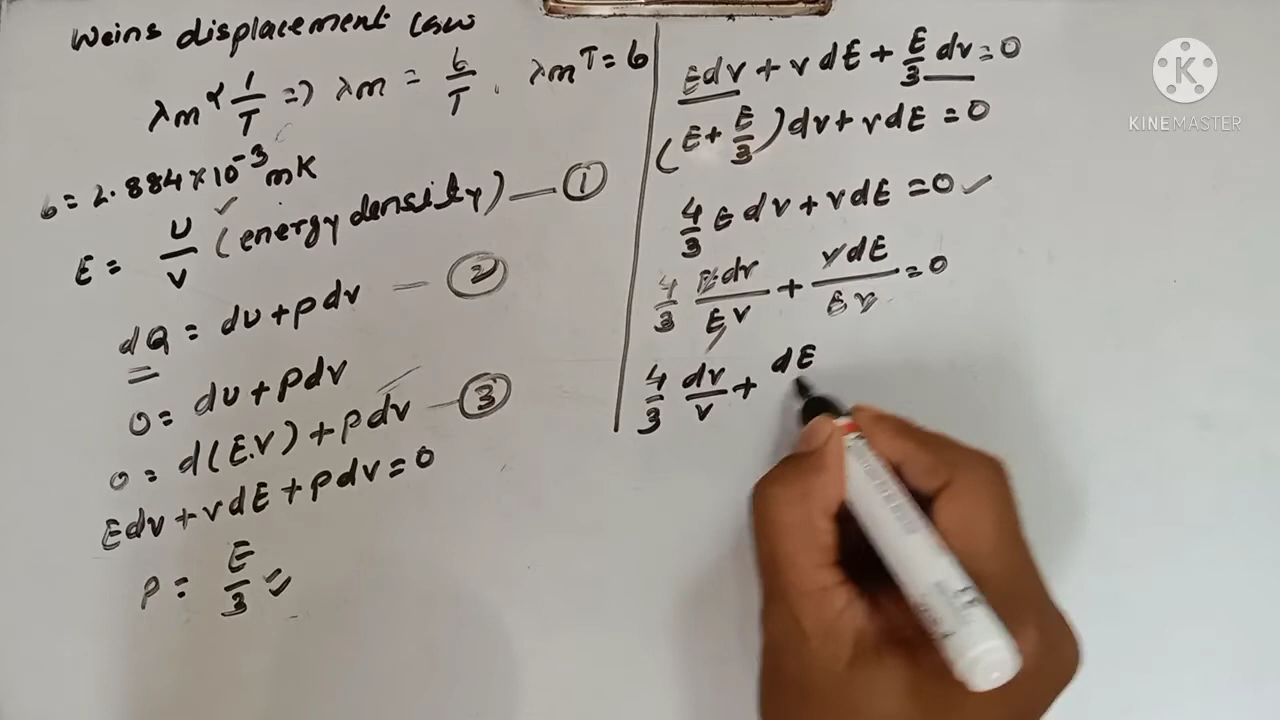 Weins displacement law
λm α 1/T => λm = b/T , λmT = b
b = 2.884×10⁻³ mK
E = U/V (energy density) — ①
dQ = dU + Pdv — ②
0 = dU + Pdv
0 = d(E.V) + Pdv — ③
Edv + vdE + Pdv = 0
P = E/3
Edv + vdE + E/3 dv = 0
(E + E/3) dv + vdE = 0
4/3 E dv + vdE = 0 ✓
4/3 Edv/EV + vdE/EV = 0
4/3 dv/v + dE
K
KINEMASTER